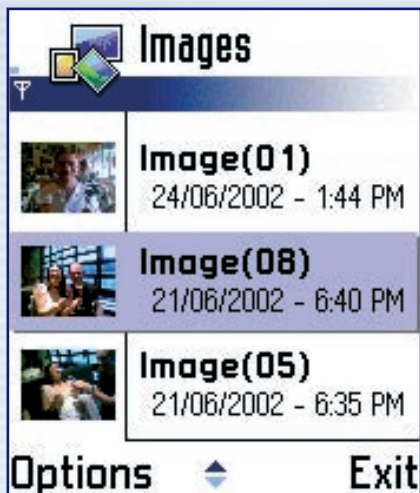 Images
Image(01)
24/06/2002 - 1:44 PM
Image(08)
21/06/2002 - 6:40 PM
Image(05)
21/06/2002 - 6:35 PM
Options Exit